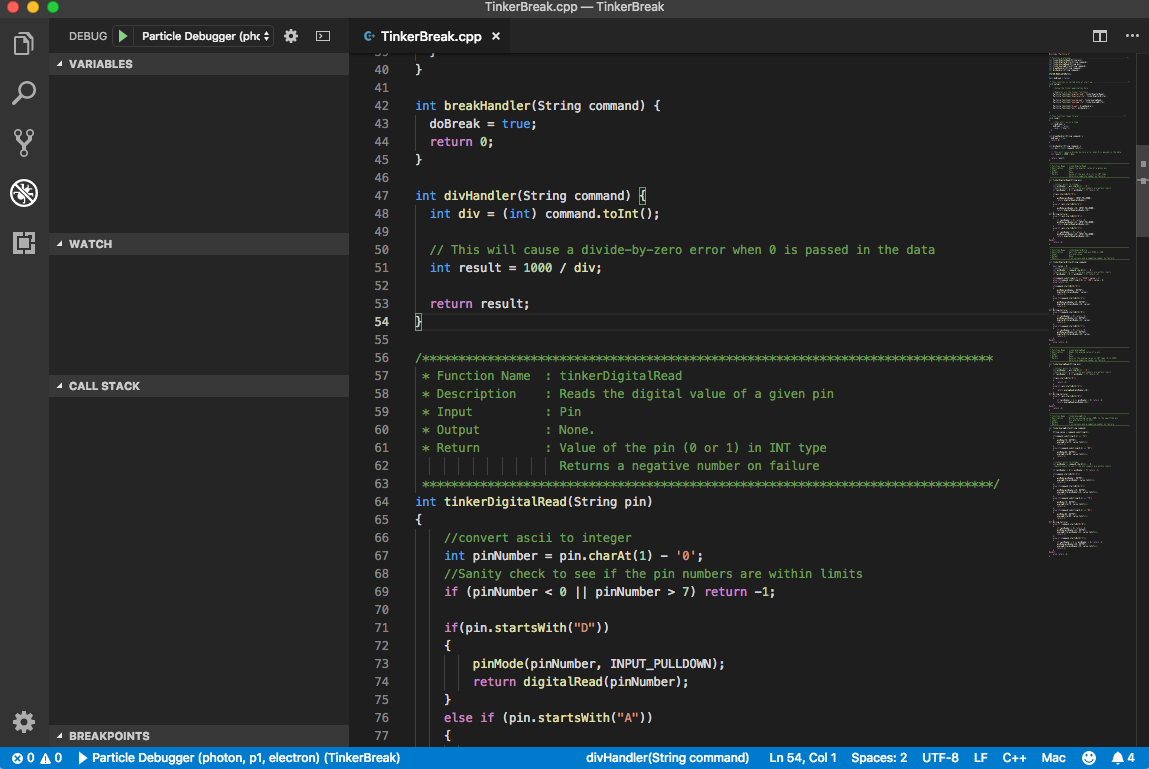 TinkerBreak.cpp — TinkerBreak
DEBUG Particle Debugger (phc
TinkerBreak.cpp
VARIABLES
WATCH
CALL STACK
BREAKPOINTS
39 }
40 }
41
42 int breakHandler(String command) {
43 doBreak = true;
44 return 0;
45 }
46
47 int divHandler(String command) {
48 int div = (int) command.toInt();
49
50 // This will cause a divide-by-zero error when 0 is passed in the data
51 int result = 1000 / div;
52
53 return result;
54 }
55
56 /*******************************************************************************
57 * Function Name : tinkerDigitalRead
58 * Description : Reads the digital value of a given pin
59 * Input : Pin
60 * Output : None.
61 * Return : Value of the pin (0 or 1) in INT type
62 Returns a negative number on failure
63 *******************************************************************************/
64 int tinkerDigitalRead(String pin)
65 {
66 //convert ascii to integer
67 int pinNumber = pin.charAt(1) - '0';
68 //Sanity check to see if the pin numbers are within limits
69 if (pinNumber < 0 || pinNumber > 7) return -1;
70
71 if(pin.startsWith("D"))
72 {
73 pinMode(pinNumber, INPUT_PULLDOWN);
74 return digitalRead(pinNumber);
75 }
76 else if (pin.startsWith("A"))
77 {
0 0 Particle Debugger (photon, p1, electron) (TinkerBreak) divHandler(String command) Ln 54, Col 1 Spaces: 2 UTF-8 LF C++ Mac 4